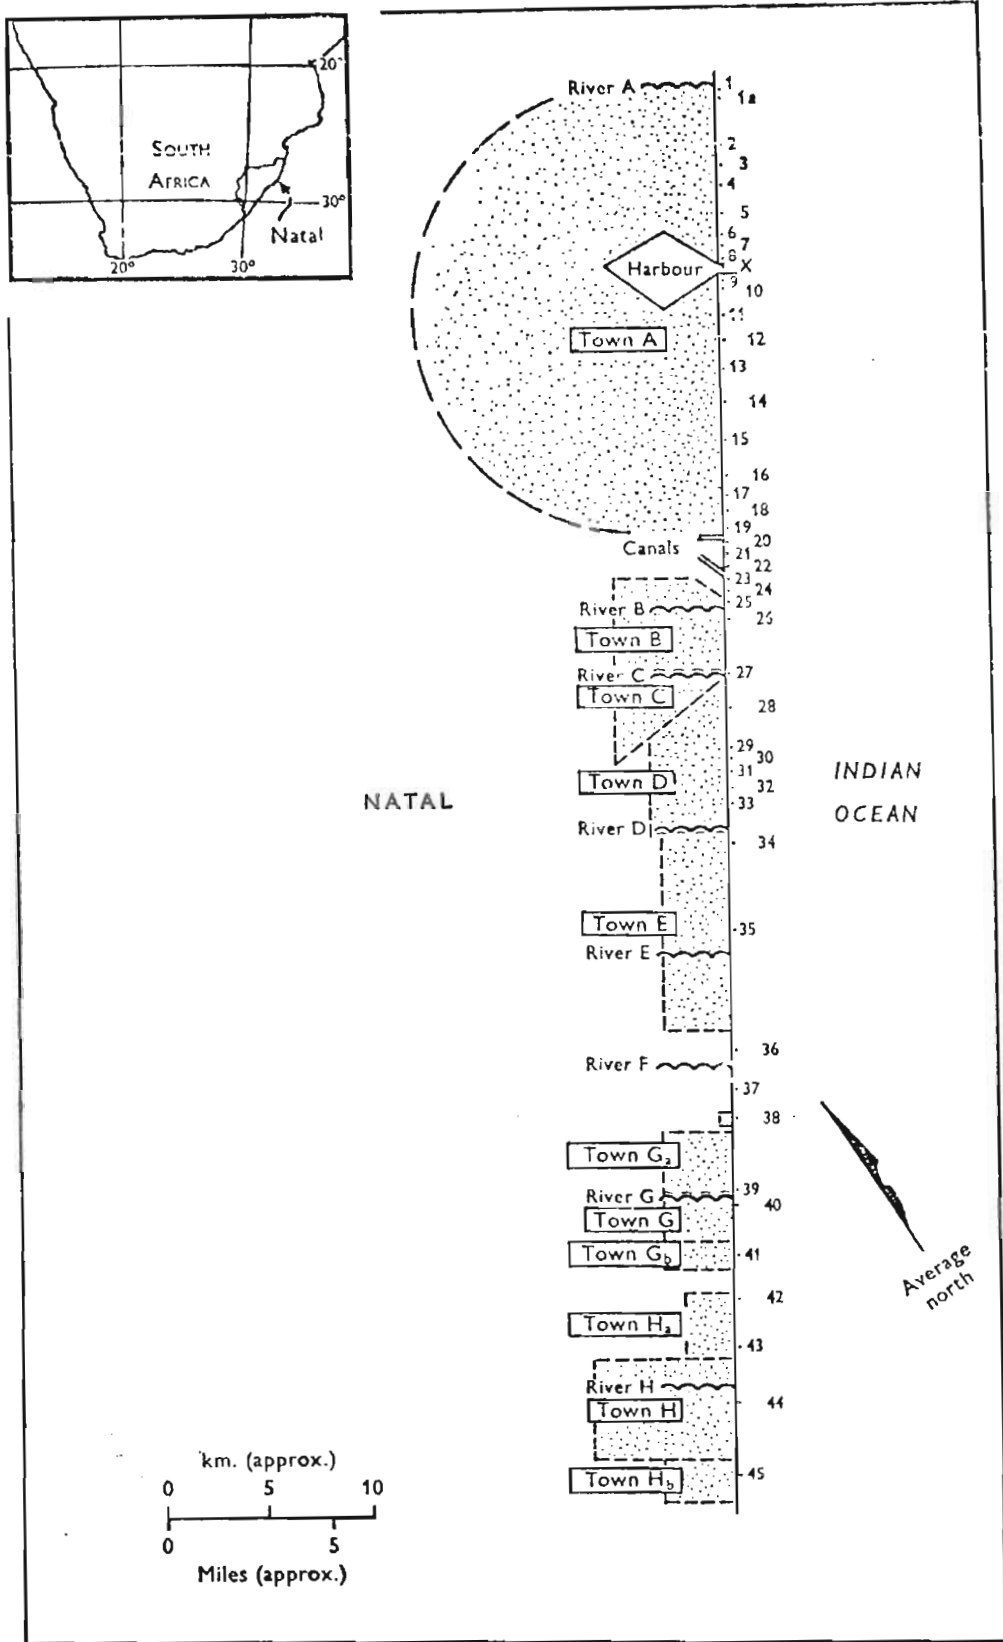 20°
SOUTH
AFRICA
30°
Natal
20° 30°
River A
1
1a
2
3
4
5
6
7
8
Harbour
X
9
10
11
Town A
12
13
14
15
16
17
18
19
20
Canals
21
22
23
24
25
River B
26
Town B
27
River C
Town C
28
29
30
31
Town D
32
33
NATAL
INDIAN
OCEAN
River D
34
Town E
35
River E
36
River F
37
38
Town Ga
39
River G
40
Town G
Town Gb
41
42
Town Ha
43
River H
44
Town H
45
Town Hb
Average
north
km. (approx.)
0 5 10
0 5
Miles (approx.)